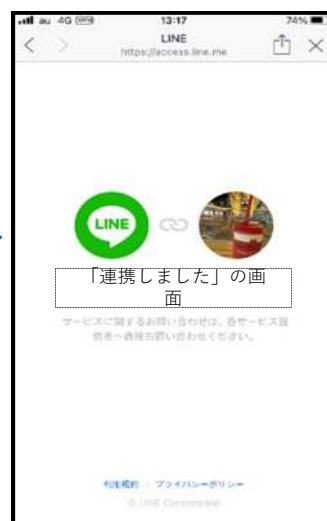 au 4G VPN 13:17 74%
LINE
https://access.line.me
LINE
「連携しました」の画
面
サービスに関するお問い合わせは、各サービス提
供者へ直接お問い合わせください。
利用規約 | プライバシーポリシー
© LINE Corporation